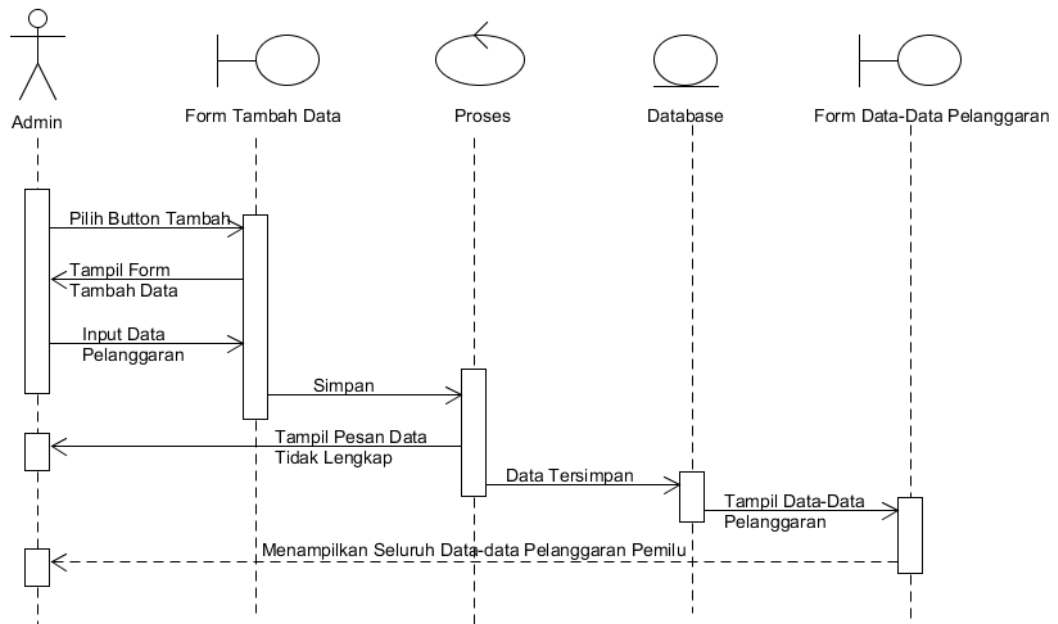 Admin
Form Tambah Data
Proses
Database
Form Data-Data Pelanggaran
Pilih Button Tambah
Tampil Form
Tambah Data
Input Data
Pelanggaran
Simpan
Tampil Pesan Data
Tidak Lengkap
Data Tersimpan
Tampil Data-Data
Pelanggaran
Menampilkan Seluruh Data-data Pelanggaran Pemilu